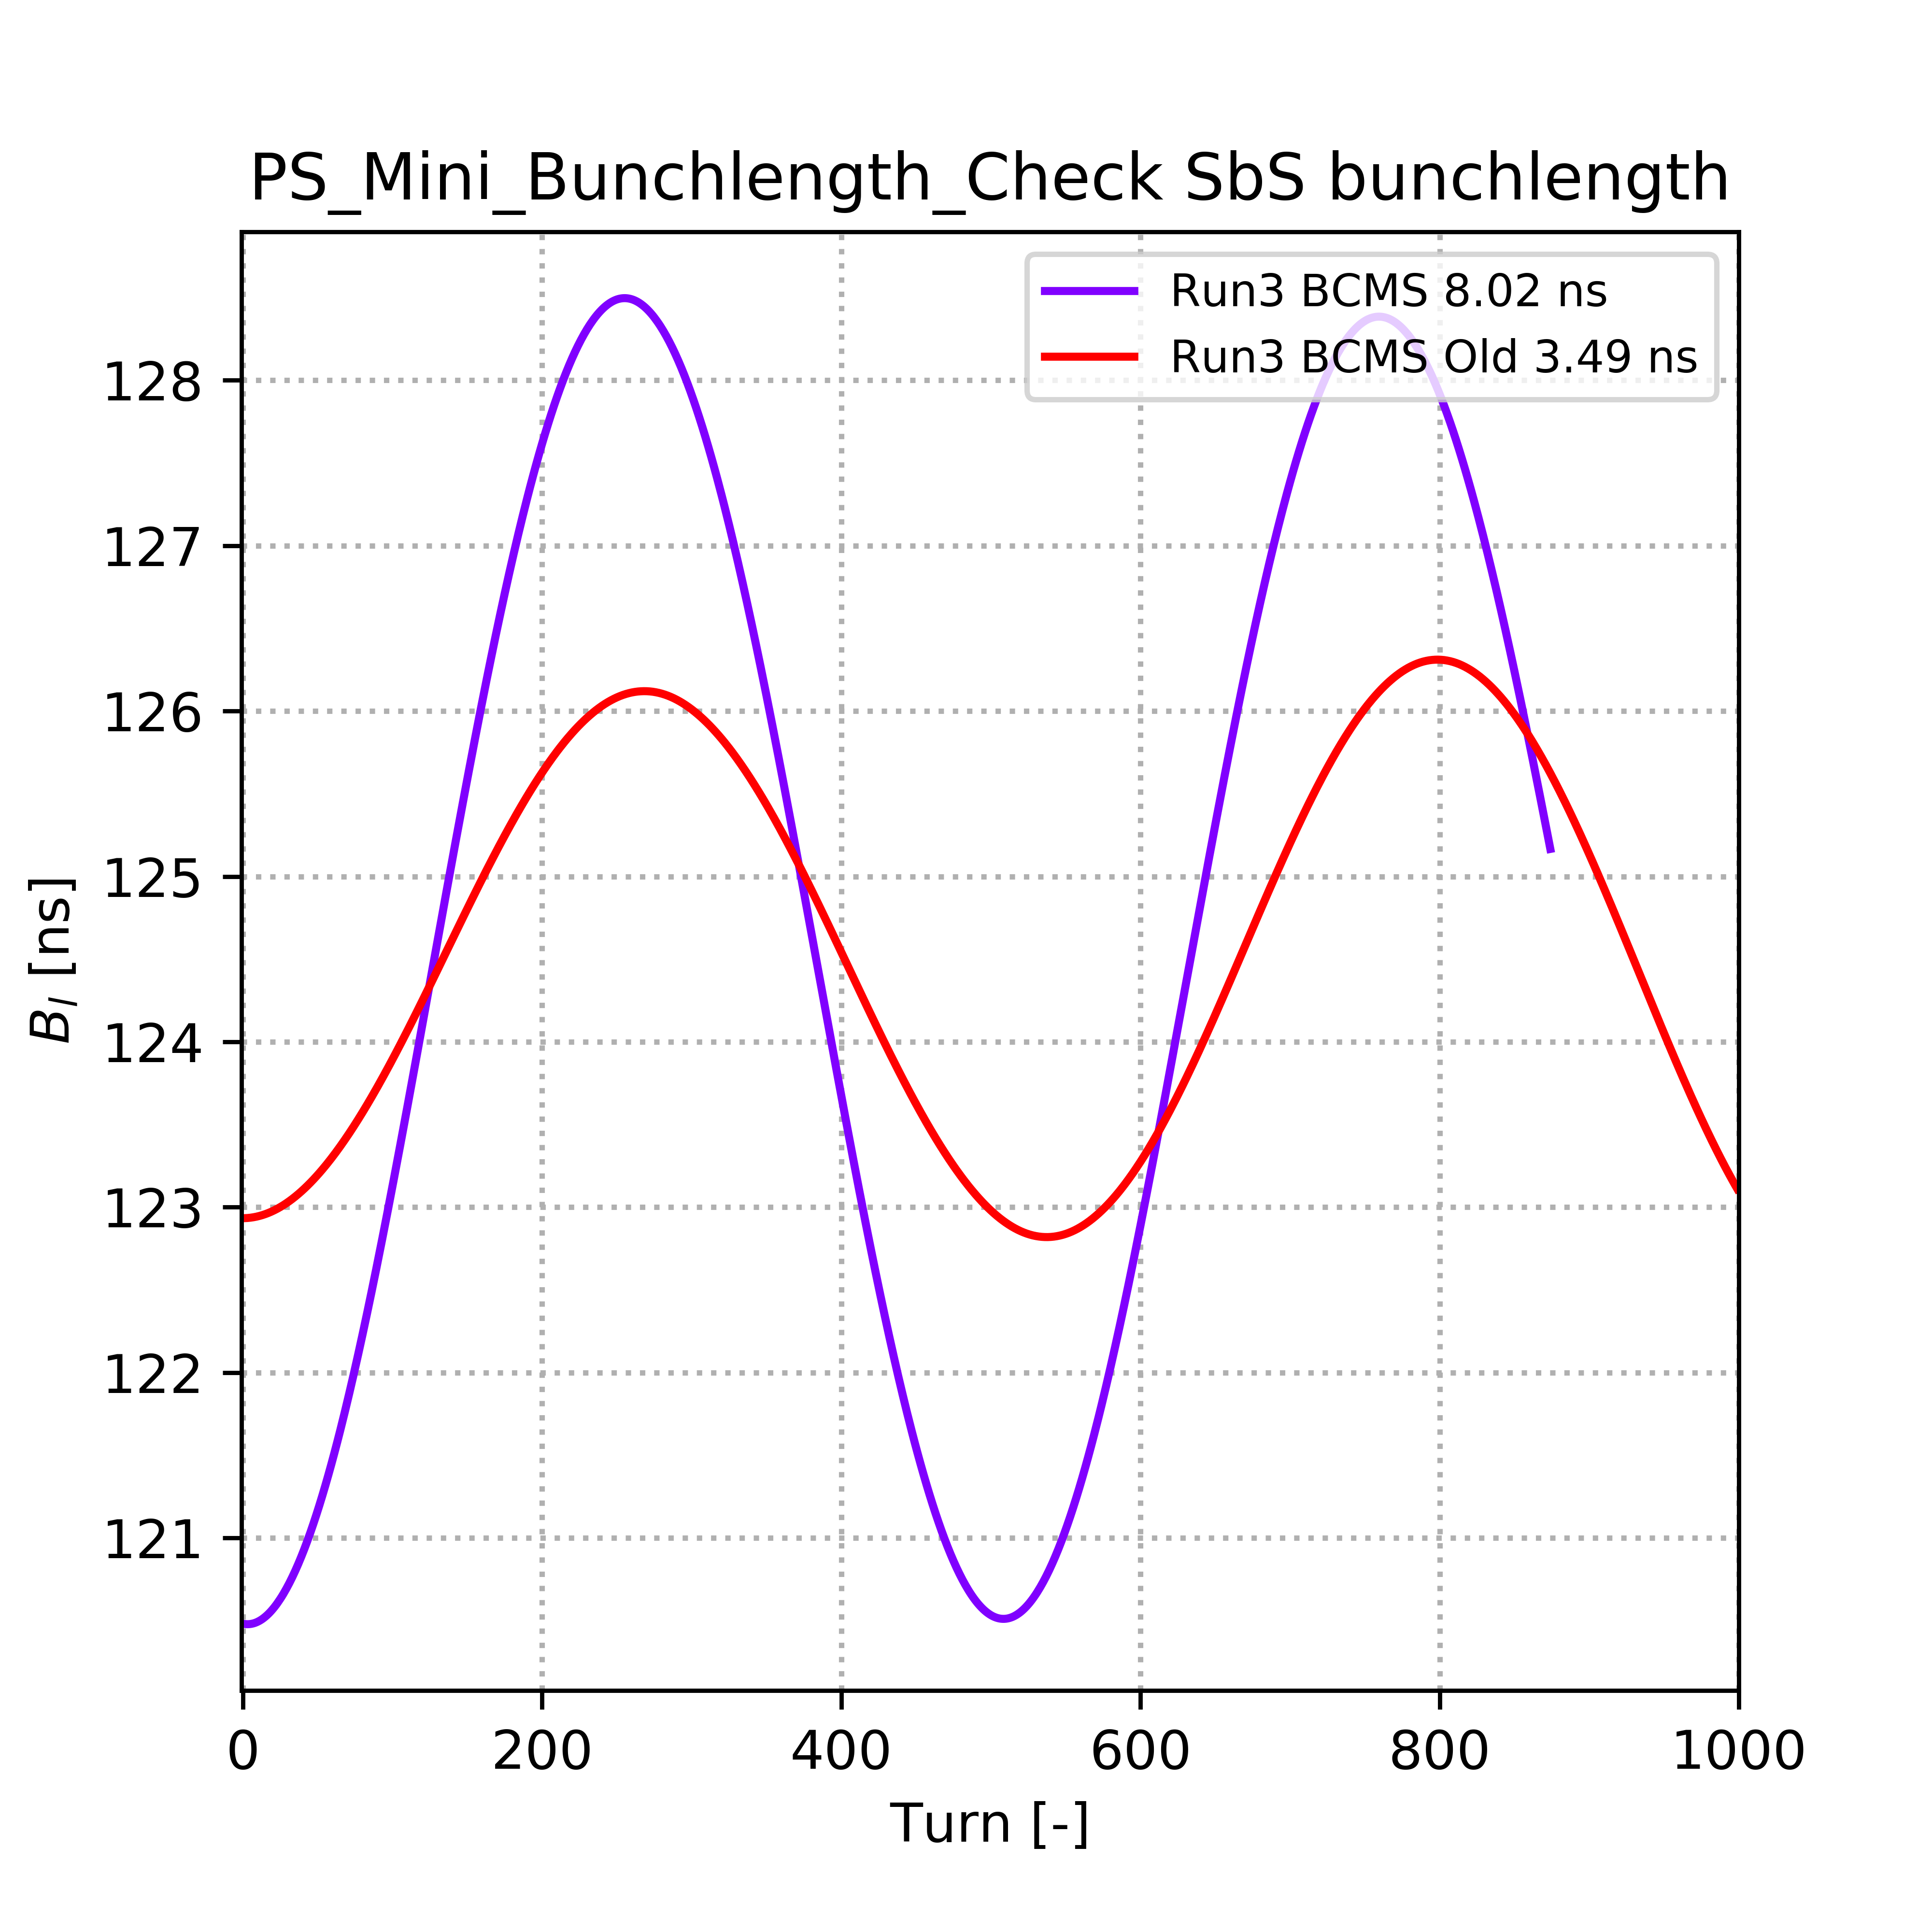 PS_Mini_Bunchlength_Check SbS bunchlength
Run3 BCMS 8.02 ns
Run3 BCMS Old 3.49 ns
128
127
126
125
124
123
122
121
B_l [ns]
0 200 400 600 800 1000
Turn [-]